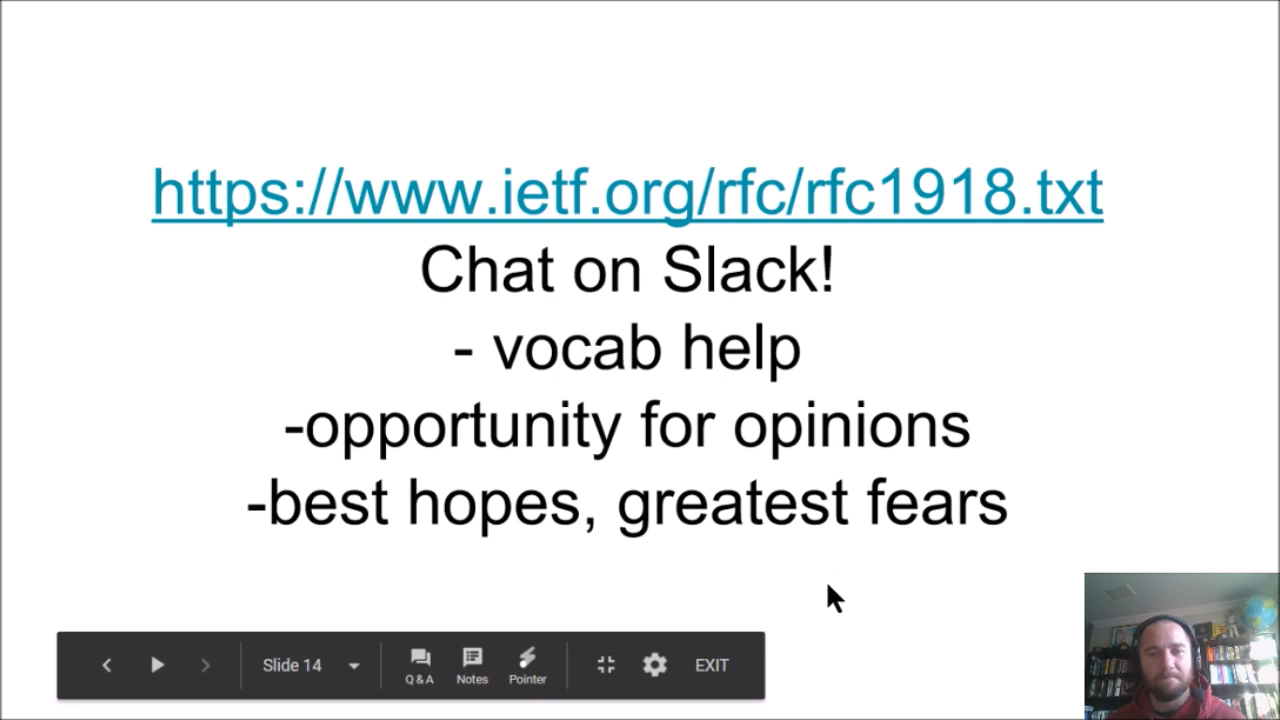 https://www.ietf.org/rfc/rfc1918.txt
Chat on Slack!
- vocab help
-opportunity for opinions
-best hopes, greatest fears
Slide 14
Q & A
Notes
Pointer
EXIT